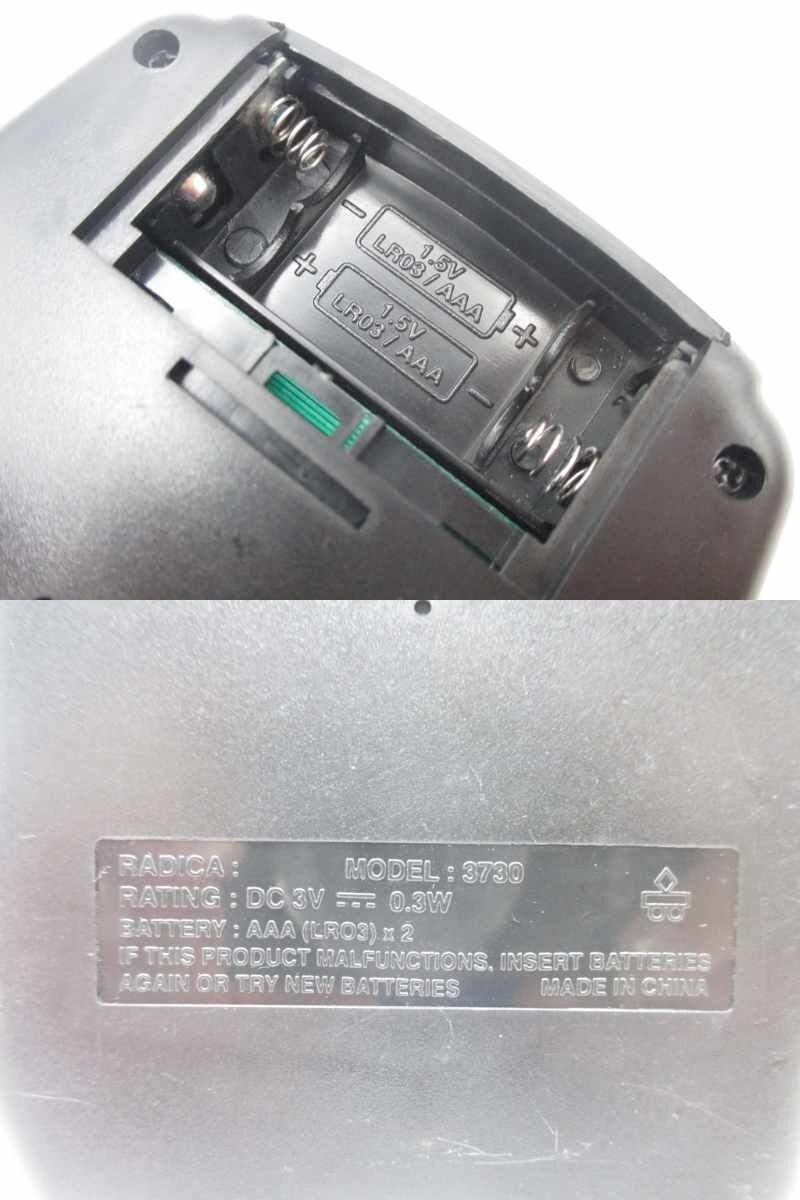 1.5V
LR03/AAA
1.5V
LR03/AAA
RADICA : MODEL : 3730
RATING : DC 3V ⎓ 0.3W
BATTERY : AAA (LR03) x 2
IF THIS PRODUCT MALFUNCTIONS, INSERT BATTERIES
AGAIN OR TRY NEW BATTERIES MADE IN CHINA